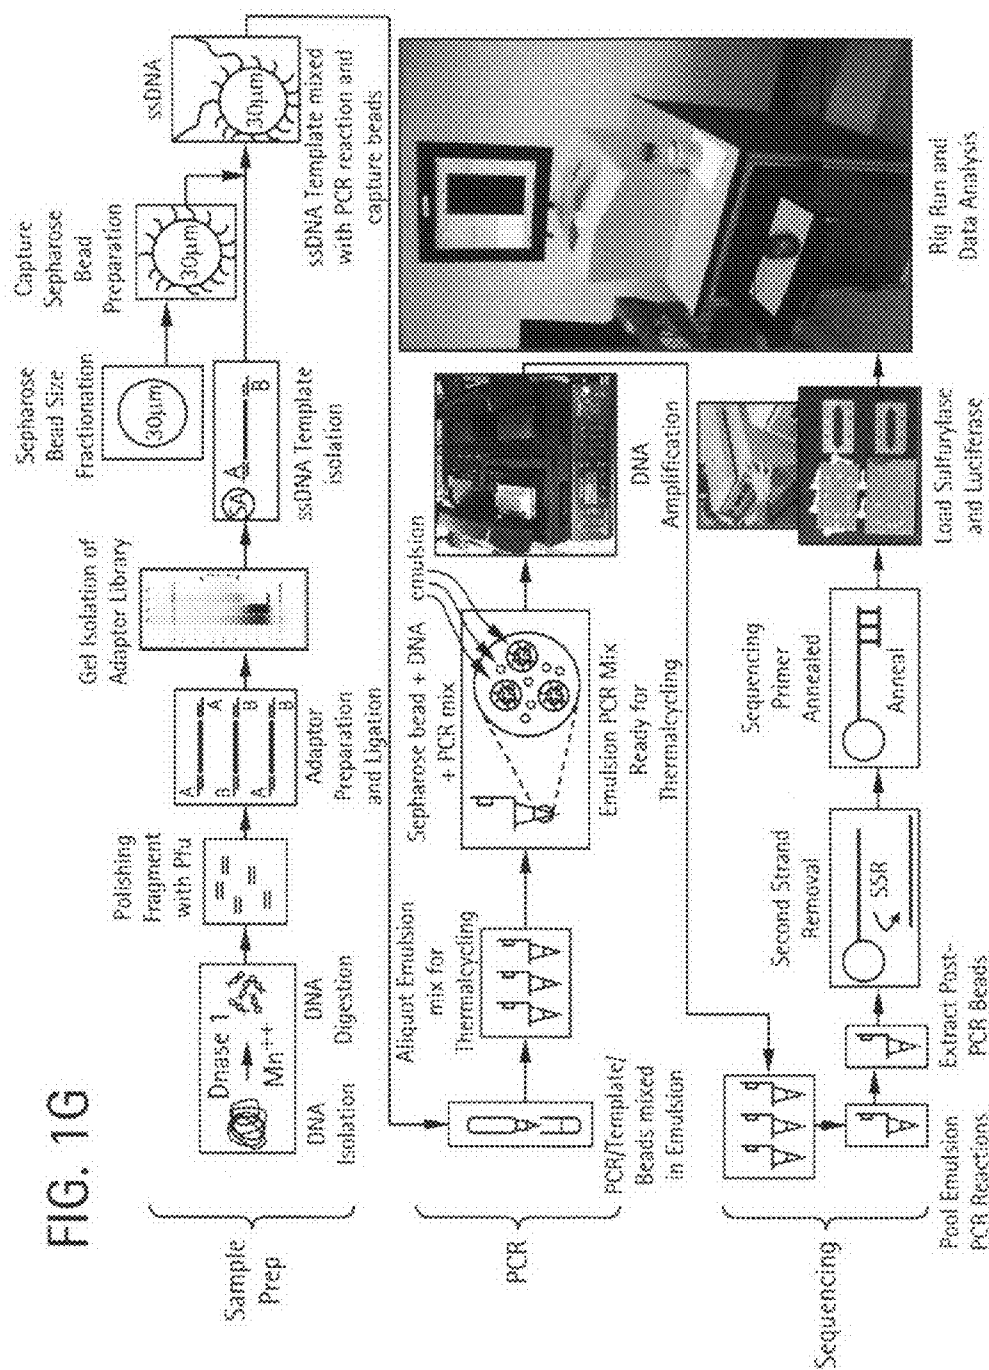 FIG. 1G
Sample
Prep
DNA
Isolation
Dnase 1
Mn++
DNA
Digestion
Polishing
Fragment
with Pfu
A
A
B
B
A
B
Adaptor
Preparation
and Ligation
Gel Isolation of
Adaptor Library
SA
A
B
ssDNA Template
isolation
Sepharose
Bead Size
Fractionation
30µm
Capture
Sepharose
Bead
Preparation
30µm
ssDNA
30µm
ssDNA Template mixed
with PCR reaction and
capture beads
PCR
PCR/Template/
Beads mixed
in Emulsion
Aliquot Emulsion
mix for
Thermalcycling
Sepharose bead + DNA
+ PCR mix
emulsion
Emulsion PCR Mix
Ready for
Thermalcycling
DNA
Amplification
Sequencing
Pool Emulsion
PCR Reactions
Extract Post-
PCR Beads
Second Strand
Removal
SSR
Sequencing
Primer
Annealed
Anneal
Load Sulfurylase
and Luciferase
Rig Run and
Data Analysis